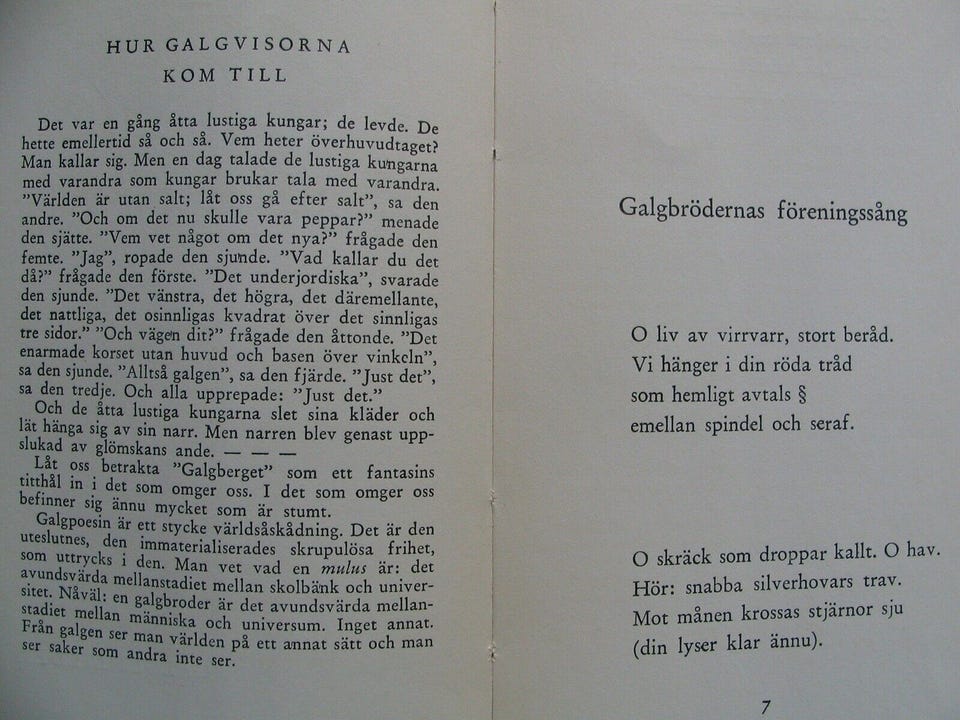 HUR GALGVISORNA
KOM TILL
Det var en gång åtta lustiga kungar; de levde. De
hette emellertid så och så. Vem heter överhuvudtaget?
Man kallar sig. Men en dag talade de lustiga kungarna
med varandra som kungar brukar tala med varandra.
”Världen är utan salt; låt oss gå efter salt”, sa den
andre. ”Och om det nu skulle vara peppar?” menade
den sjätte. ”Vem vet något om det nya?” frågade den
femte. ”Jag”, ropade den sjunde. ”Vad kallar du det
då?” frågade den förste. ”Det underjordiska”, svarade
den sjunde. ”Det vänstra, det högra, det däremellante,
det nattliga, det osinnligas kvadrat över det sinnligas
tre sidor.” ”Och vägen dit?” frågade den åttonde. ”Det
enarmade korset utan huvud och basen över vinkeln”,
sa den sjunde. ”Alltså galgen”, sa den fjärde. ”Just det”,
sa den tredje. Och alla upprepade: ”Just det.”
Och de åtta lustiga kungarna slet sina kläder och
lät hänga sig av sin narr. Men narren blev genast upp-
slukad av glömskans ande. — — —
Låt oss betrakta ”Galgberget” som ett fantasins
titthål in i det som omger oss. I det som omger oss
befinner sig ännu mycket som är stumt.
Galgpoesin är ett stycke världsåskådning. Det är den
uteslutnes, den immaterialiserades skrupulösa frihet,
som uttrycks i den. Man vet vad en mulus är: det
avundsvärda mellanstadiet mellan skolbänk och univer-
sitet. Nåväl: en galgbroder är det avundsvärda mellan-
stadiet mellan människa och universum. Inget annat.
Från galgen ser man världen på ett annat sätt och man
ser saker som andra inte ser.
Galgbrödernas föreningssång
O liv av virrvarr, stort beråd.
Vi hänger i din röda tråd
som hemligt avtals §
emellan spindel och seraf.
O skräck som droppar kallt. O hav.
Hör: snabba silverhovars trav.
Mot månen krossas stjärnor sju
(din lyser klar ännu).
7